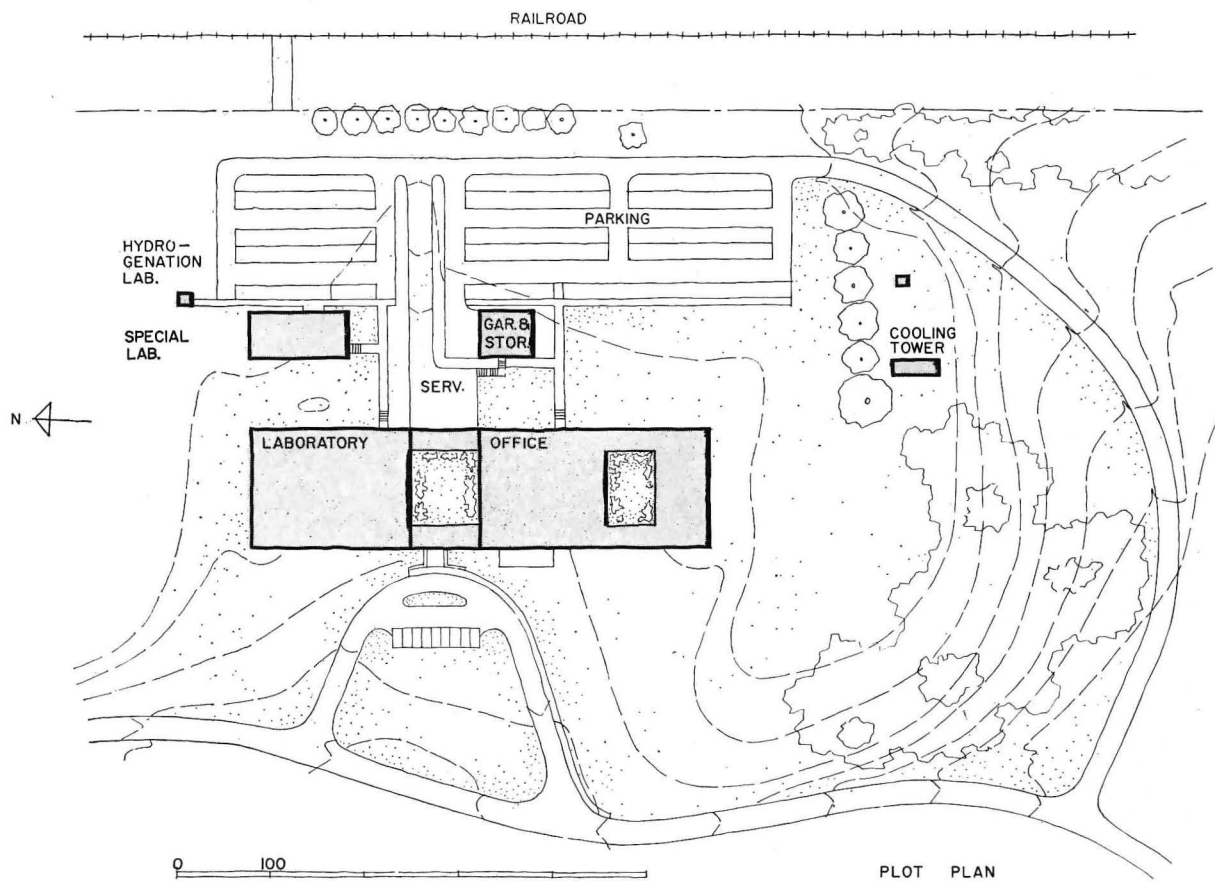 RAILROAD
PARKING
HYDRO-
GENATION
LAB.
SPECIAL
LAB.
GAR. &
STOR.
COOLING
TOWER
SERV.
N
LABORATORY
OFFICE
0 100
PLOT PLAN